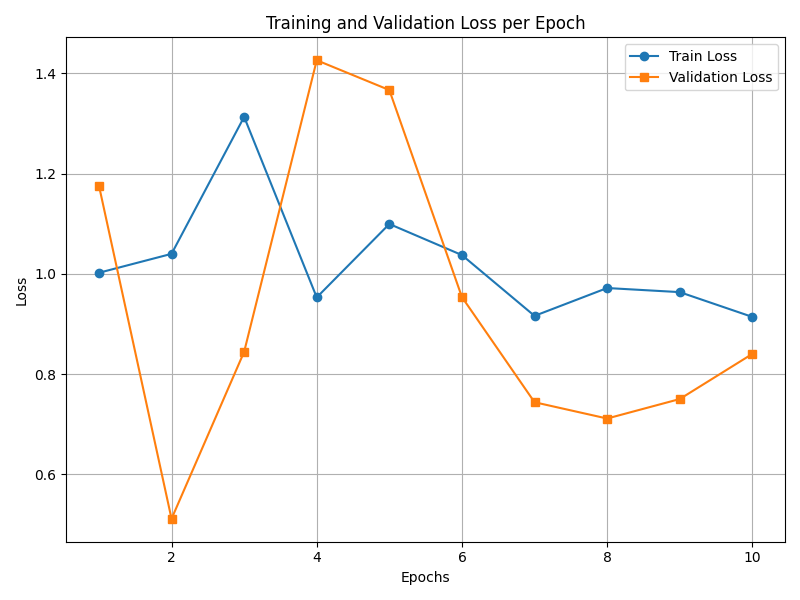 Training and Validation Loss per Epoch
Train Loss
Validation Loss
1.4
1.2
1.0
0.8
0.6
Loss
2
4
6
8
10
Epochs